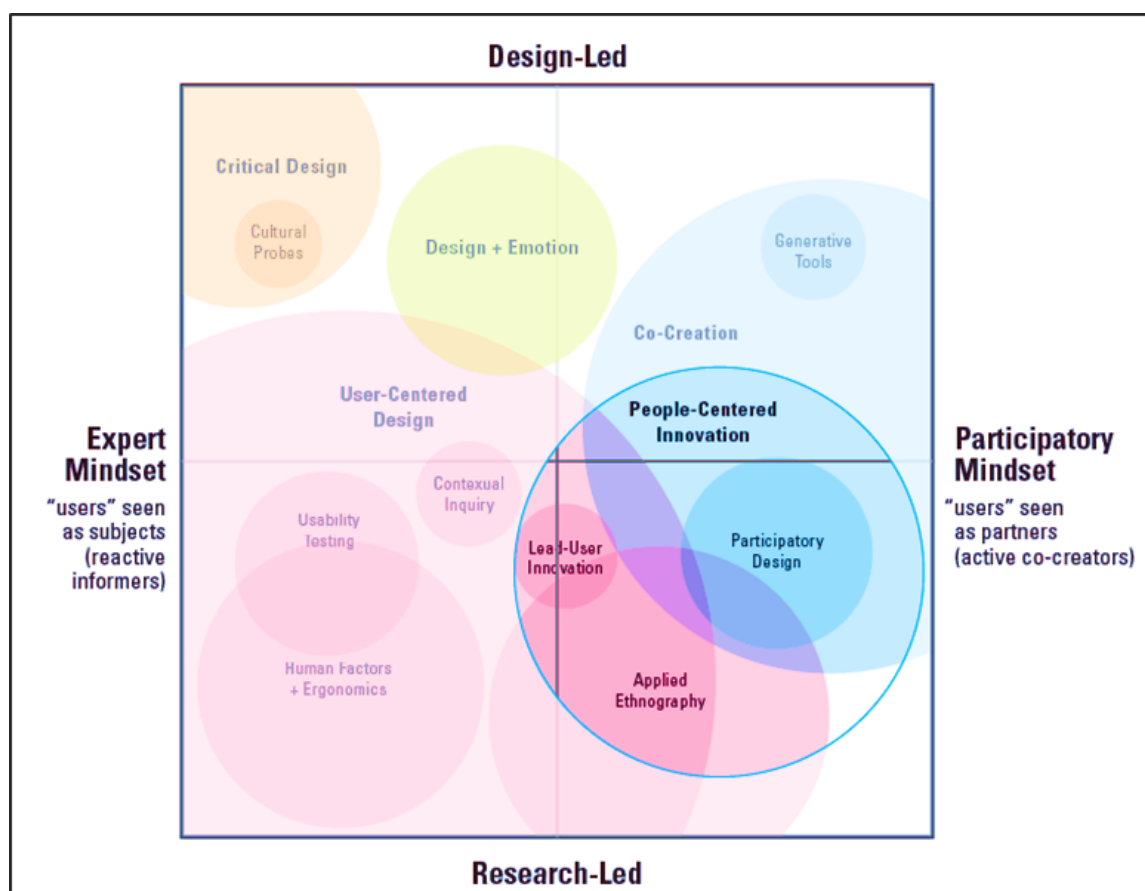 Design-Led
Critical Design
Cultural
Probes
Design + Emotion
Generative
Tools
Co-Creation
User-Centered
Design
People-Centered
Innovation
Expert
Mindset
"users" seen
as subjects
(reactive
informers)
Participatory
Mindset
"users" seen
as partners
(active co-creators)
Contexual
Inquiry
Usability
Testing
Lead-User
Innovation
Participatory
Design
Human Factors
+ Ergonomics
Applied
Ethnography
Research-Led